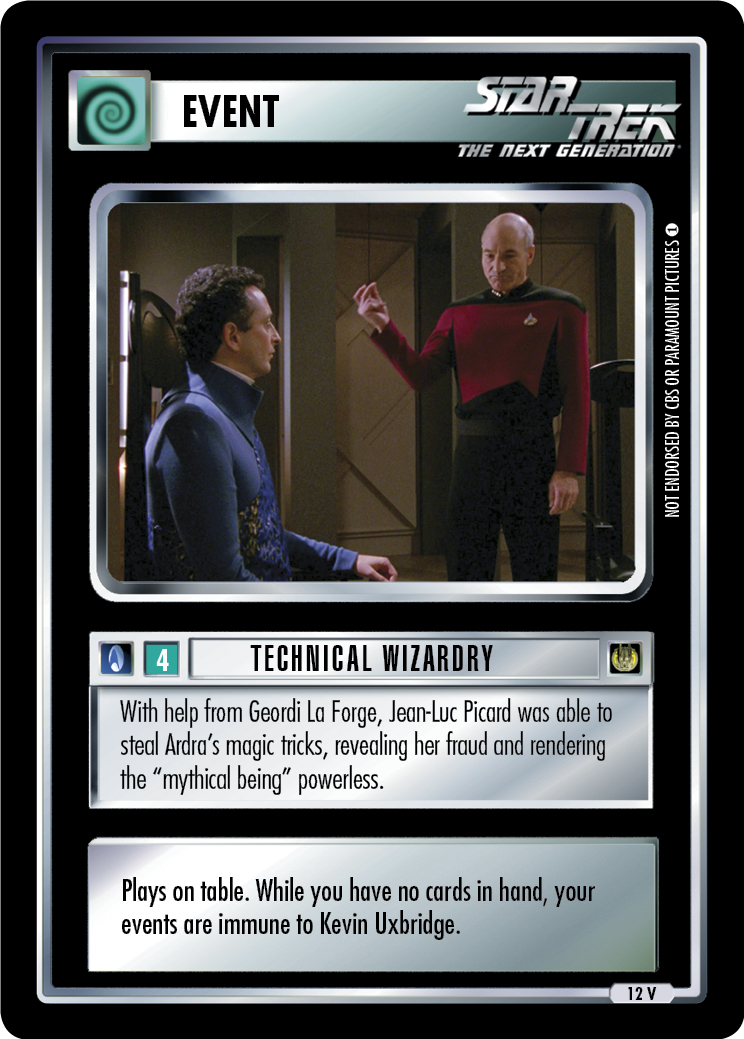 EVENT
STAR TREK
THE NEXT GENERATION
NOT ENDORSED BY CBS OR PARAMOUNT PICTURES 1
4
TECHNICAL WIZARDRY
With help from Geordi La Forge, Jean-Luc Picard was able to
steal Ardra’s magic tricks, revealing her fraud and rendering
the “mythical being” powerless.
Plays on table. While you have no cards in hand, your
events are immune to Kevin Uxbridge.
12 V